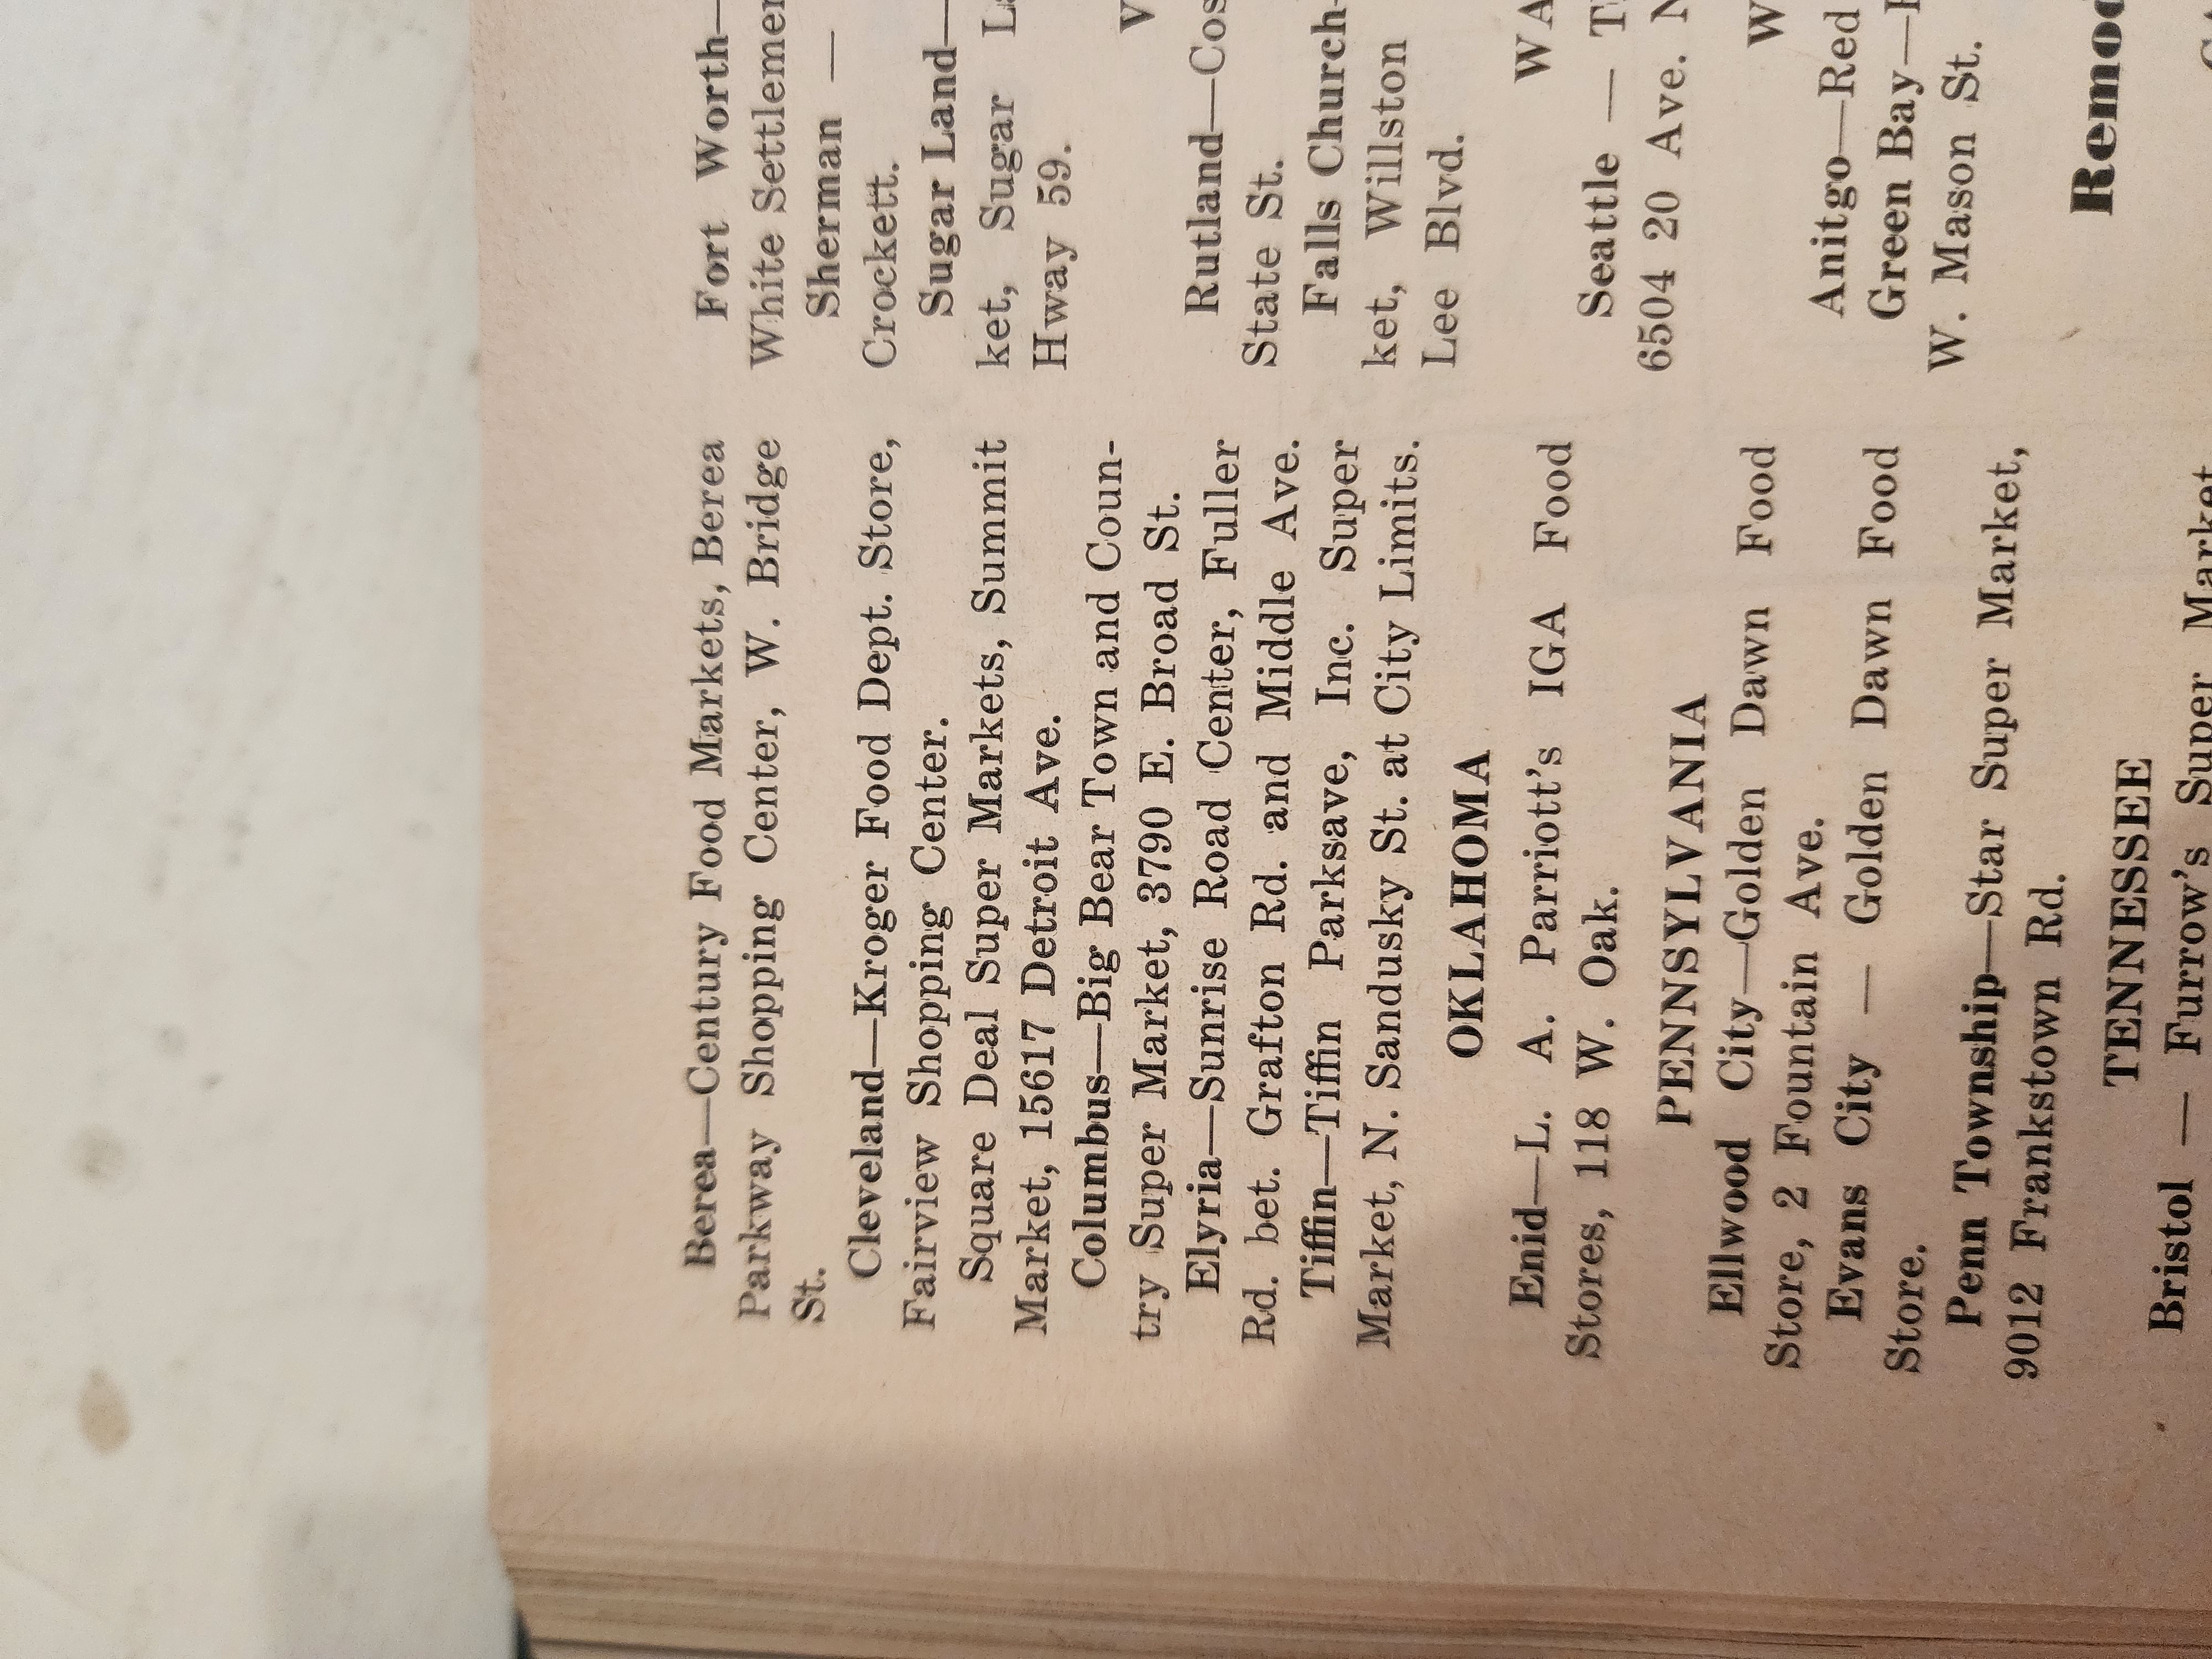 Berea—Century Food Markets, Berea
Parkway Shopping Center, W. Bridge
St.
Cleveland—Kroger Food Dept. Store,
Fairview Shopping Center.
Square Deal Super Markets, Summit
Market, 15617 Detroit Ave.
Columbus—Big Bear Town and Coun-
try Super Market, 3790 E. Broad St.
Elyria—Sunrise Road Center, Fuller
Rd. bet. Grafton Rd. and Middle Ave.
Tiffin—Tiffin Parksave, Inc. Super
Market, N. Sandusky St. at City Limits.
OKLAHOMA
Enid—L. A. Parriott's IGA Food
Stores, 118 W. Oak.
PENNSYLVANIA
Ellwood City—Golden Dawn Food
Store, 2 Fountain Ave.
Evans City — Golden Dawn Food
Store.
Penn Township—Star Super Market,
9012 Frankstown Rd.
TENNESSEE
Bristol — Furrow's Super Market,
Fort Worth—
White Settlemen
Sherman —
Crockett.
Sugar Land—
ket, Sugar
Hway 59.
V
Rutland—Cos
State St.
Falls Church—
ket, Willston
Lee Blvd.
WA
Seattle — T
6504 20 Ave. N
W
Anitgo—Red
Green Bay—
W. Mason St.
Remod